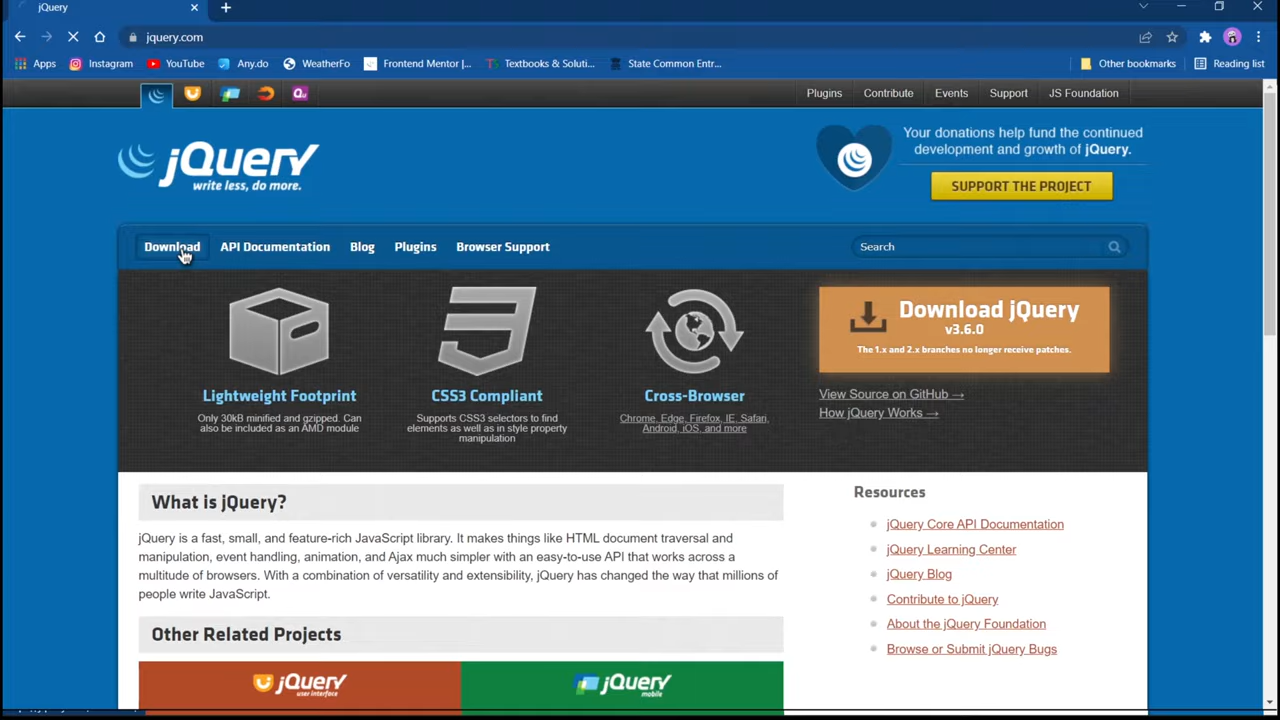 jQuery
jquery.com
Apps
Instagram
YouTube
Any.do
WeatherFo
Frontend Mentor |...
Textbooks & Soluti...
State Common Entr...
Other bookmarks
Reading list
Plugins
Contribute
Events
Support
JS Foundation
jQuery
write less, do more.
Your donations help fund the continued
development and growth of jQuery.
SUPPORT THE PROJECT
Download
API Documentation
Blog
Plugins
Browser Support
Search
Lightweight Footprint
Only 30kB minified and gzipped. Can
also be included as an AMD module
CSS3 Compliant
Supports CSS3 selectors to find
elements as well as in style property
manipulation
Cross-Browser
Chrome, Edge, Firefox, IE, Safari,
Android, iOS, and more
Download jQuery
v3.6.0
The 1.x and 2.x branches no longer receive patches.
View Source on GitHub →
How jQuery Works →
What is jQuery?
jQuery is a fast, small, and feature-rich JavaScript library. It makes things like HTML document traversal and
manipulation, event handling, animation, and Ajax much simpler with an easy-to-use API that works across a
multitude of browsers. With a combination of versatility and extensibility, jQuery has changed the way that millions of
people write JavaScript.
Other Related Projects
jQuery
user interface
jQuery
mobile
Resources
jQuery Core API Documentation
jQuery Learning Center
jQuery Blog
Contribute to jQuery
About the jQuery Foundation
Browse or Submit jQuery Bugs